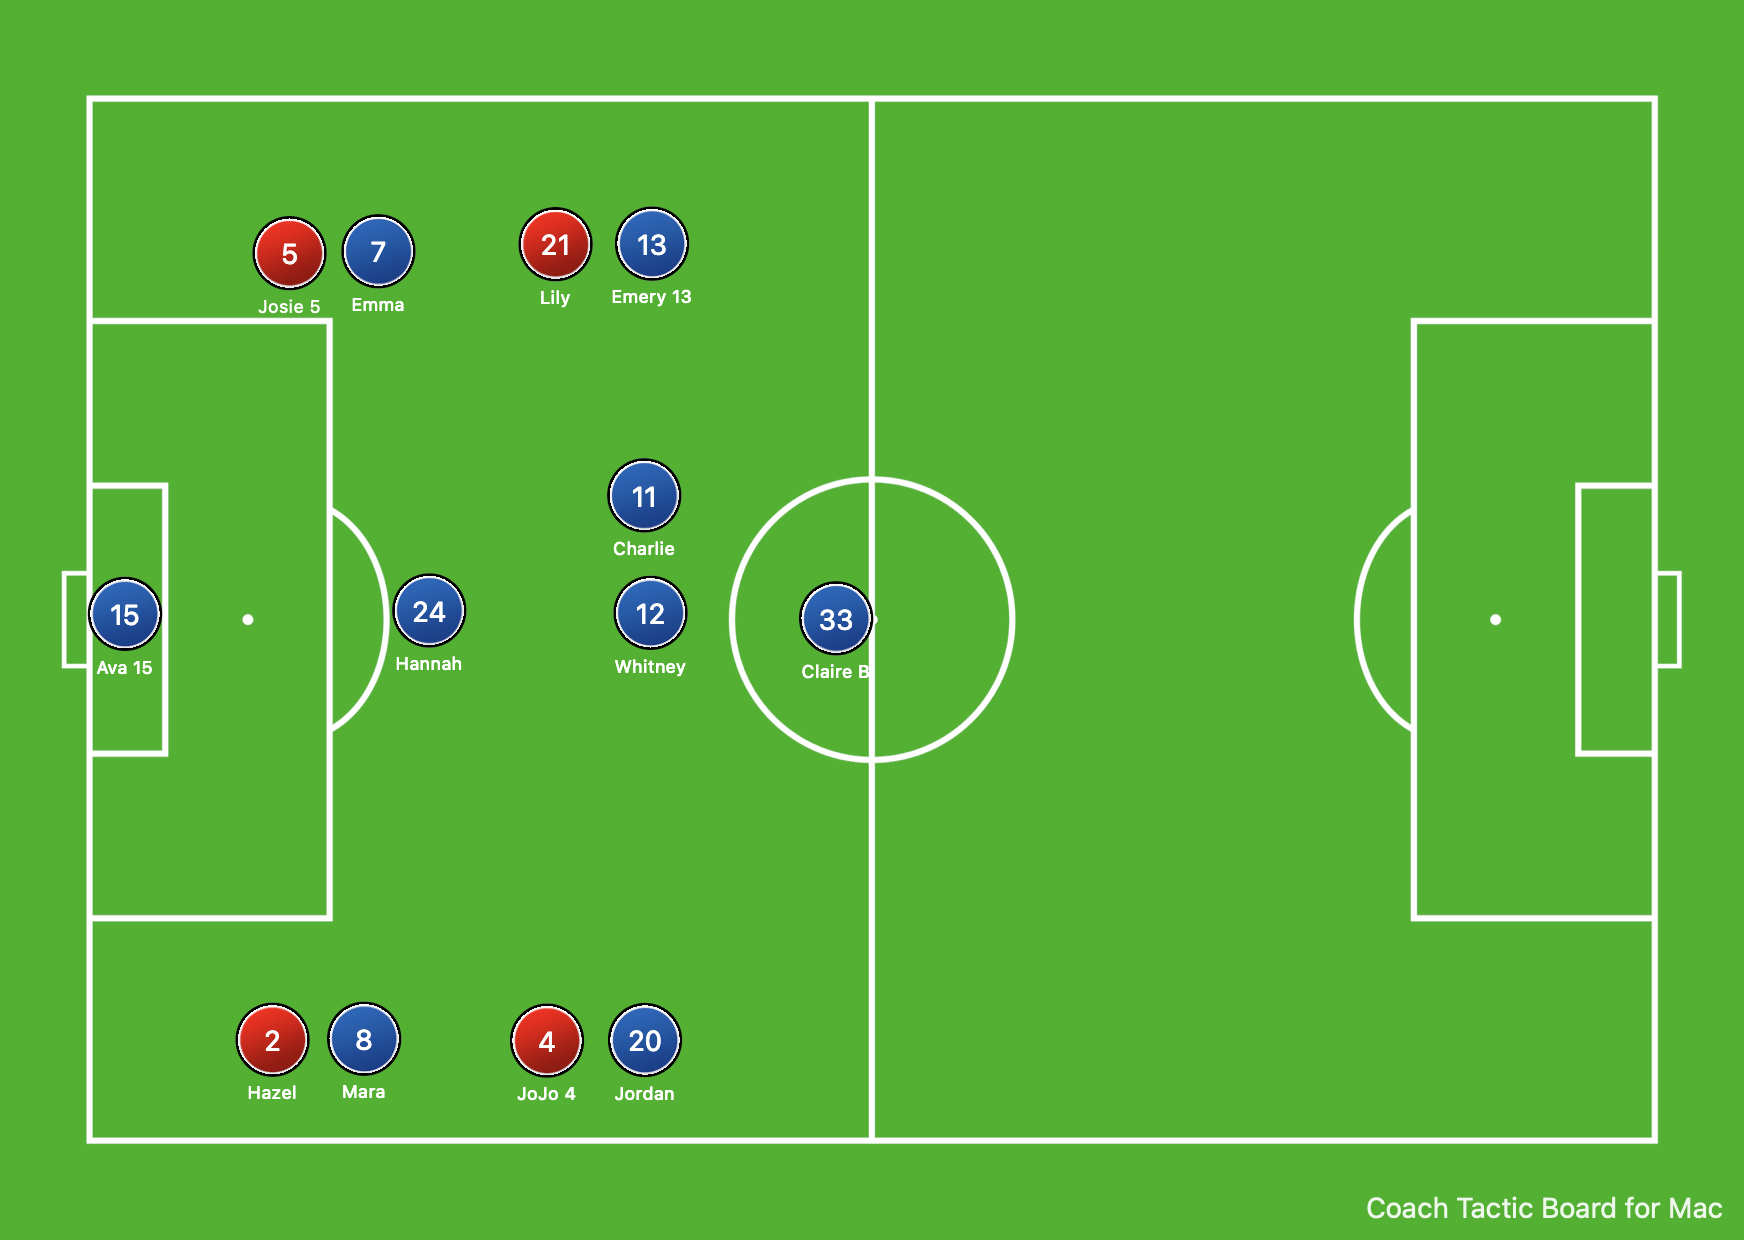 5
7
21
13
Josie 5
Emma
Lily
Emery 13
11
Charlie
15
24
12
33
Ava 15
Hannah
Whitney
Claire B
2
8
4
20
Hazel
Mara
JoJo 4
Jordan
Coach Tactic Board for Mac